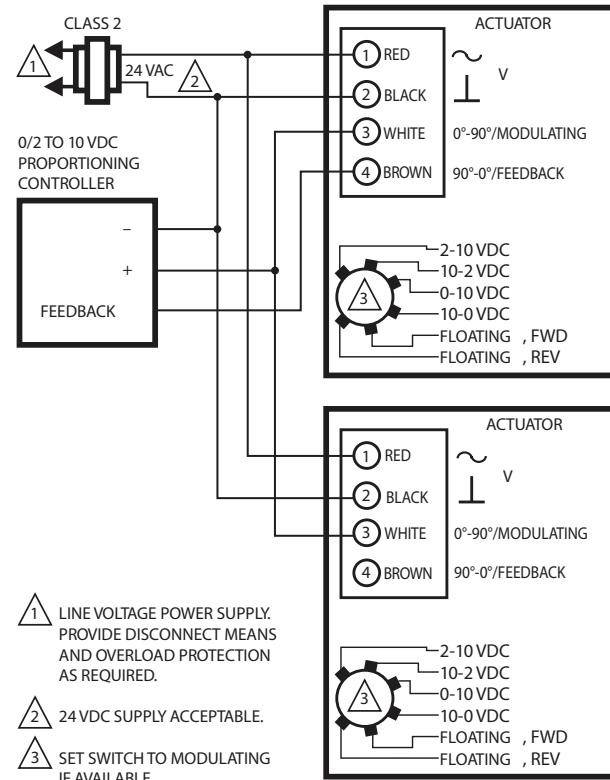 CLASS 2
1
24 VAC
2
0/2 TO 10 VDC
PROPORTIONING
CONTROLLER
–
+
FEEDBACK
ACTUATOR
1 RED
V
2 BLACK
3 WHITE 0°-90°/MODULATING
4 BROWN 90°-0°/FEEDBACK
3
2-10 VDC
10-2 VDC
0-10 VDC
10-0 VDC
FLOATING , FWD
FLOATING , REV
ACTUATOR
1 RED
V
2 BLACK
3 WHITE 0°-90°/MODULATING
4 BROWN 90°-0°/FEEDBACK
3
2-10 VDC
10-2 VDC
0-10 VDC
10-0 VDC
FLOATING , FWD
FLOATING , REV
1 LINE VOLTAGE POWER SUPPLY.
PROVIDE DISCONNECT MEANS
AND OVERLOAD PROTECTION
AS REQUIRED.
2 24 VDC SUPPLY ACCEPTABLE.
3 SET SWITCH TO MODULATING
IF AVAILABLE